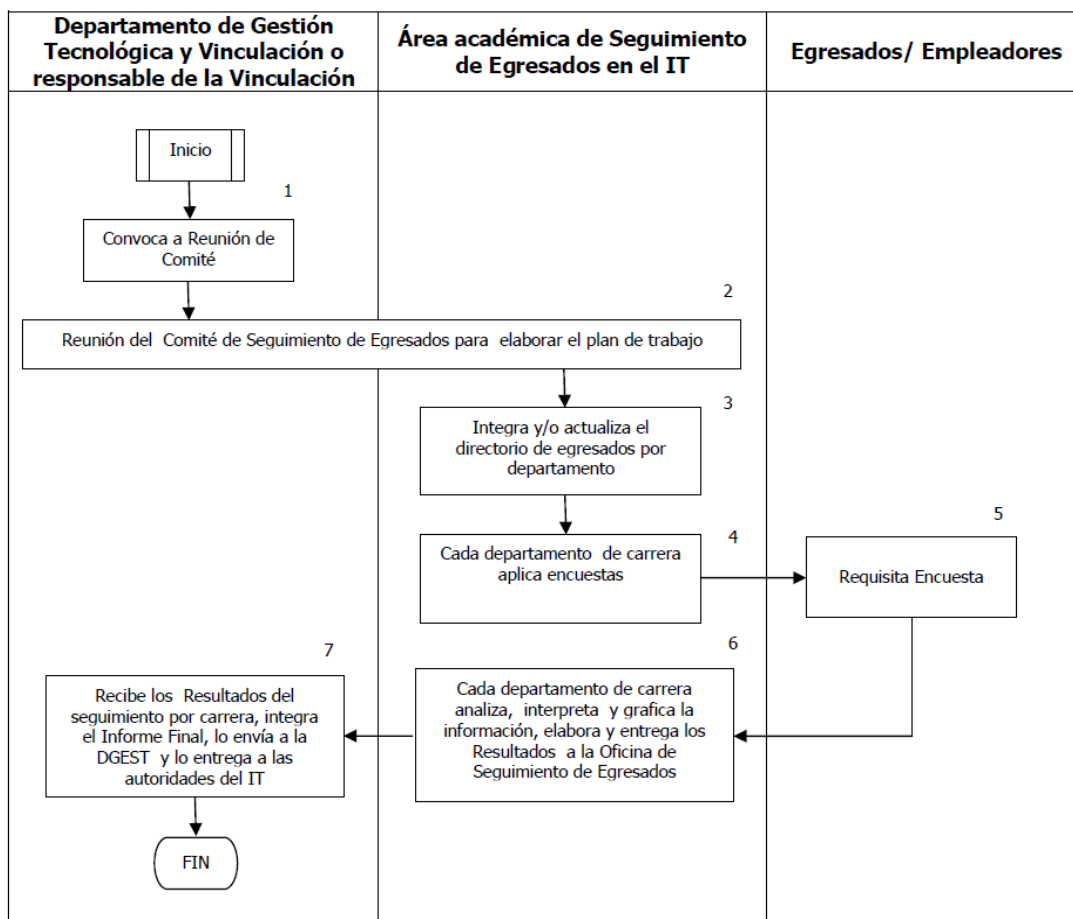 Departamento de Gestión
Tecnológica y Vinculación o
responsable de la Vinculación
Área académica de Seguimiento
de Egresados en el IT
Egresados/ Empleadores
Inicio
1
Convoca a Reunión de
Comité
2
Reunión del Comité de Seguimiento de Egresados para elaborar el plan de trabajo
3
Integra y/o actualiza el
directorio de egresados por
departamento
4
Cada departamento de carrera
aplica encuestas
5
Requisita Encuesta
6
Cada departamento de carrera
analiza, interpreta y grafica la
información, elabora y entrega los
Resultados a la Oficina de
Seguimiento de Egresados
7
Recibe los Resultados del
seguimiento por carrera, integra
el Informe Final, lo envía a la
DGEST y lo entrega a las
autoridades del IT
FIN